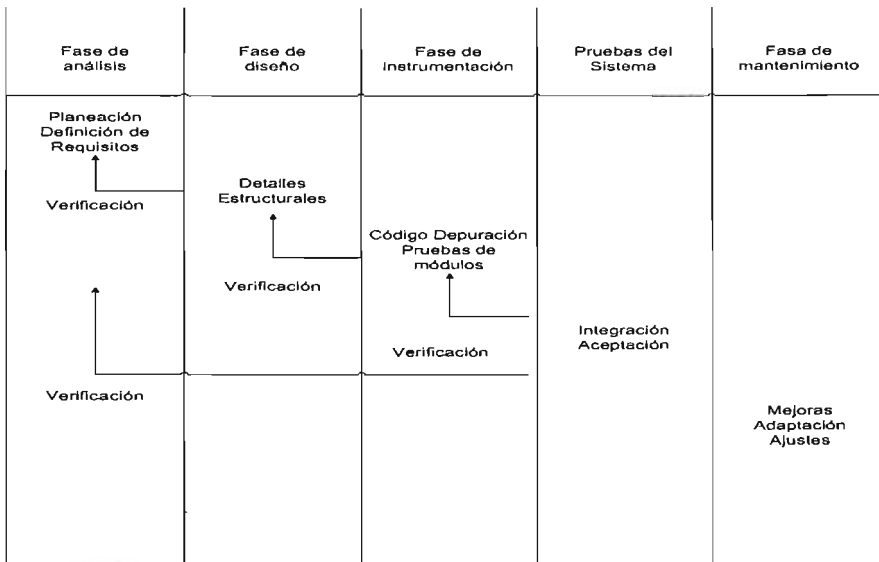 Fase de
análisis
Fase de
diseño
Fase de
Instrumentación
Pruebas del
Sistema
Fasa de
mantenimiento
Planeación
Definición de
Requisitos
Verificación
Detalles
Estructurales
Verificación
Código Depuración
Pruebas de
módulos
Verificación
Integración
Aceptación
Verificación
Mejoras
Adaptación
Ajustes